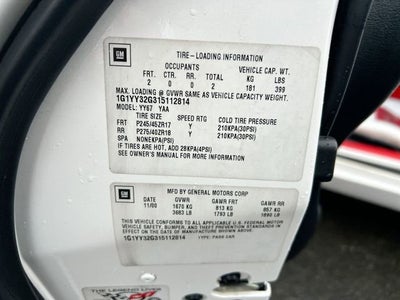 GM
TIRE-LOADING INFORMATION
OCCUPANTS VEHICLE CAP. WT.
FRT. CTR. RR. TOTAL KG LBS
2 0 0 2 181 399
MAX. LOADING @ GVWR SAME AS VEHICLE CAPACITY WEIGHT.
1G1YY32G315112814
MODEL: YY67 YAA
TIRE SIZE SPEED RTG COLD TIRE PRESSURE
FRT P245/45ZR17 Y 210KPA(30PSI)
RR P275/40ZR18 Y 210KPA(30PSI)
SPA NONEKPA(PSI)
IF TIRES ARE HOT, ADD 28KPA(4PSI)
SEE OWNER'S MANUAL FOR MORE INFORMATION
GM
MFD BY GENERAL MOTORS CORP
DATE GVWR GAWR FRT GAWR RR
11/00 1670 KG 813 KG 857 KG
3683 LB 1793 LB 1890 LB
THIS VEHICLE CONFORMS TO ALL APPLICABLE U.S. FEDERAL MOTOR
VEHICLE SAFETY, BUMPER, AND THEFT PREVENTION STANDARDS
IN EFFECT ON THE DATE OF MANUFACTURE SHOWN ABOVE.
1G1YY32G315112814 TYPE: PASS CAR
THE LEGEND LIVES